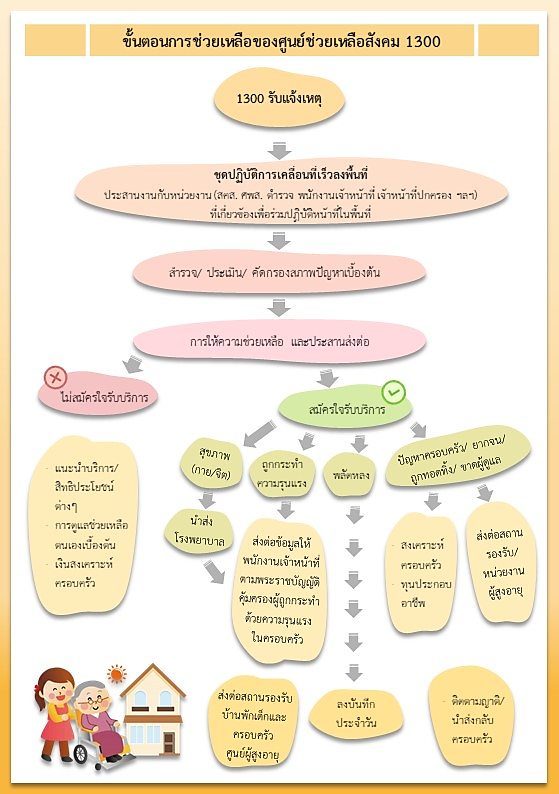 ขั้นตอนการช่วยเหลือของศูนย์ช่วยเหลือสังคม 1300
1300 รับแจ้งเหตุ
ชุดปฏิบัติการเคลื่อนที่เร็วลงพื้นที่
ประสานงานกับหน่วยงาน (สคส. ศพส. ตำรวจ พนักงานเจ้าหน้าที่ เจ้าหน้าที่ปกครอง ฯลฯ)
ที่เกี่ยวข้องเพื่อร่วมปฏิบัติหน้าที่ในพื้นที่
สำรวจ/ ประเมิน/ คัดกรองสภาพปัญหาเบื้องต้น
การให้ความช่วยเหลือ และประสานส่งต่อ
ไม่สมัครใจรับบริการ
สมัครใจรับบริการ
· แนะนำบริการ/
สิทธิประโยชน์
ต่างๆ
· การดูแลช่วยเหลือ
ตนเองเบื้องต้น
· เงินสงเคราะห์
ครอบครัว
สุขภาพ
(กาย/จิต)
ถูกกระทำ
ความรุนแรง
พลัดหลง
ปัญหาครอบครัว/ ยากจน/
ถูกทอดทิ้ง/ ขาดผู้ดูแล
นำส่ง
โรงพยาบาล
ส่งต่อข้อมูลให้
พนักงานเจ้าหน้าที่
ตามพระราชบัญญัติ
คุ้มครองผู้ถูกกระทำ
ด้วยความรุนแรง
ในครอบครัว
· สงเคราะห์
ครอบครัว
· ทุนประกอบ
อาชีพ
ส่งต่อสถาน
รองรับ/
หน่วยงาน
ผู้สูงอายุ
ส่งต่อสถานรองรับ
บ้านพักเด็กและ
ครอบครัว
ศูนย์ผู้สูงอายุ
ลงบันทึก
ประจำวัน
· ติดตามญาติ/
นำส่งกลับ
ครอบครัว